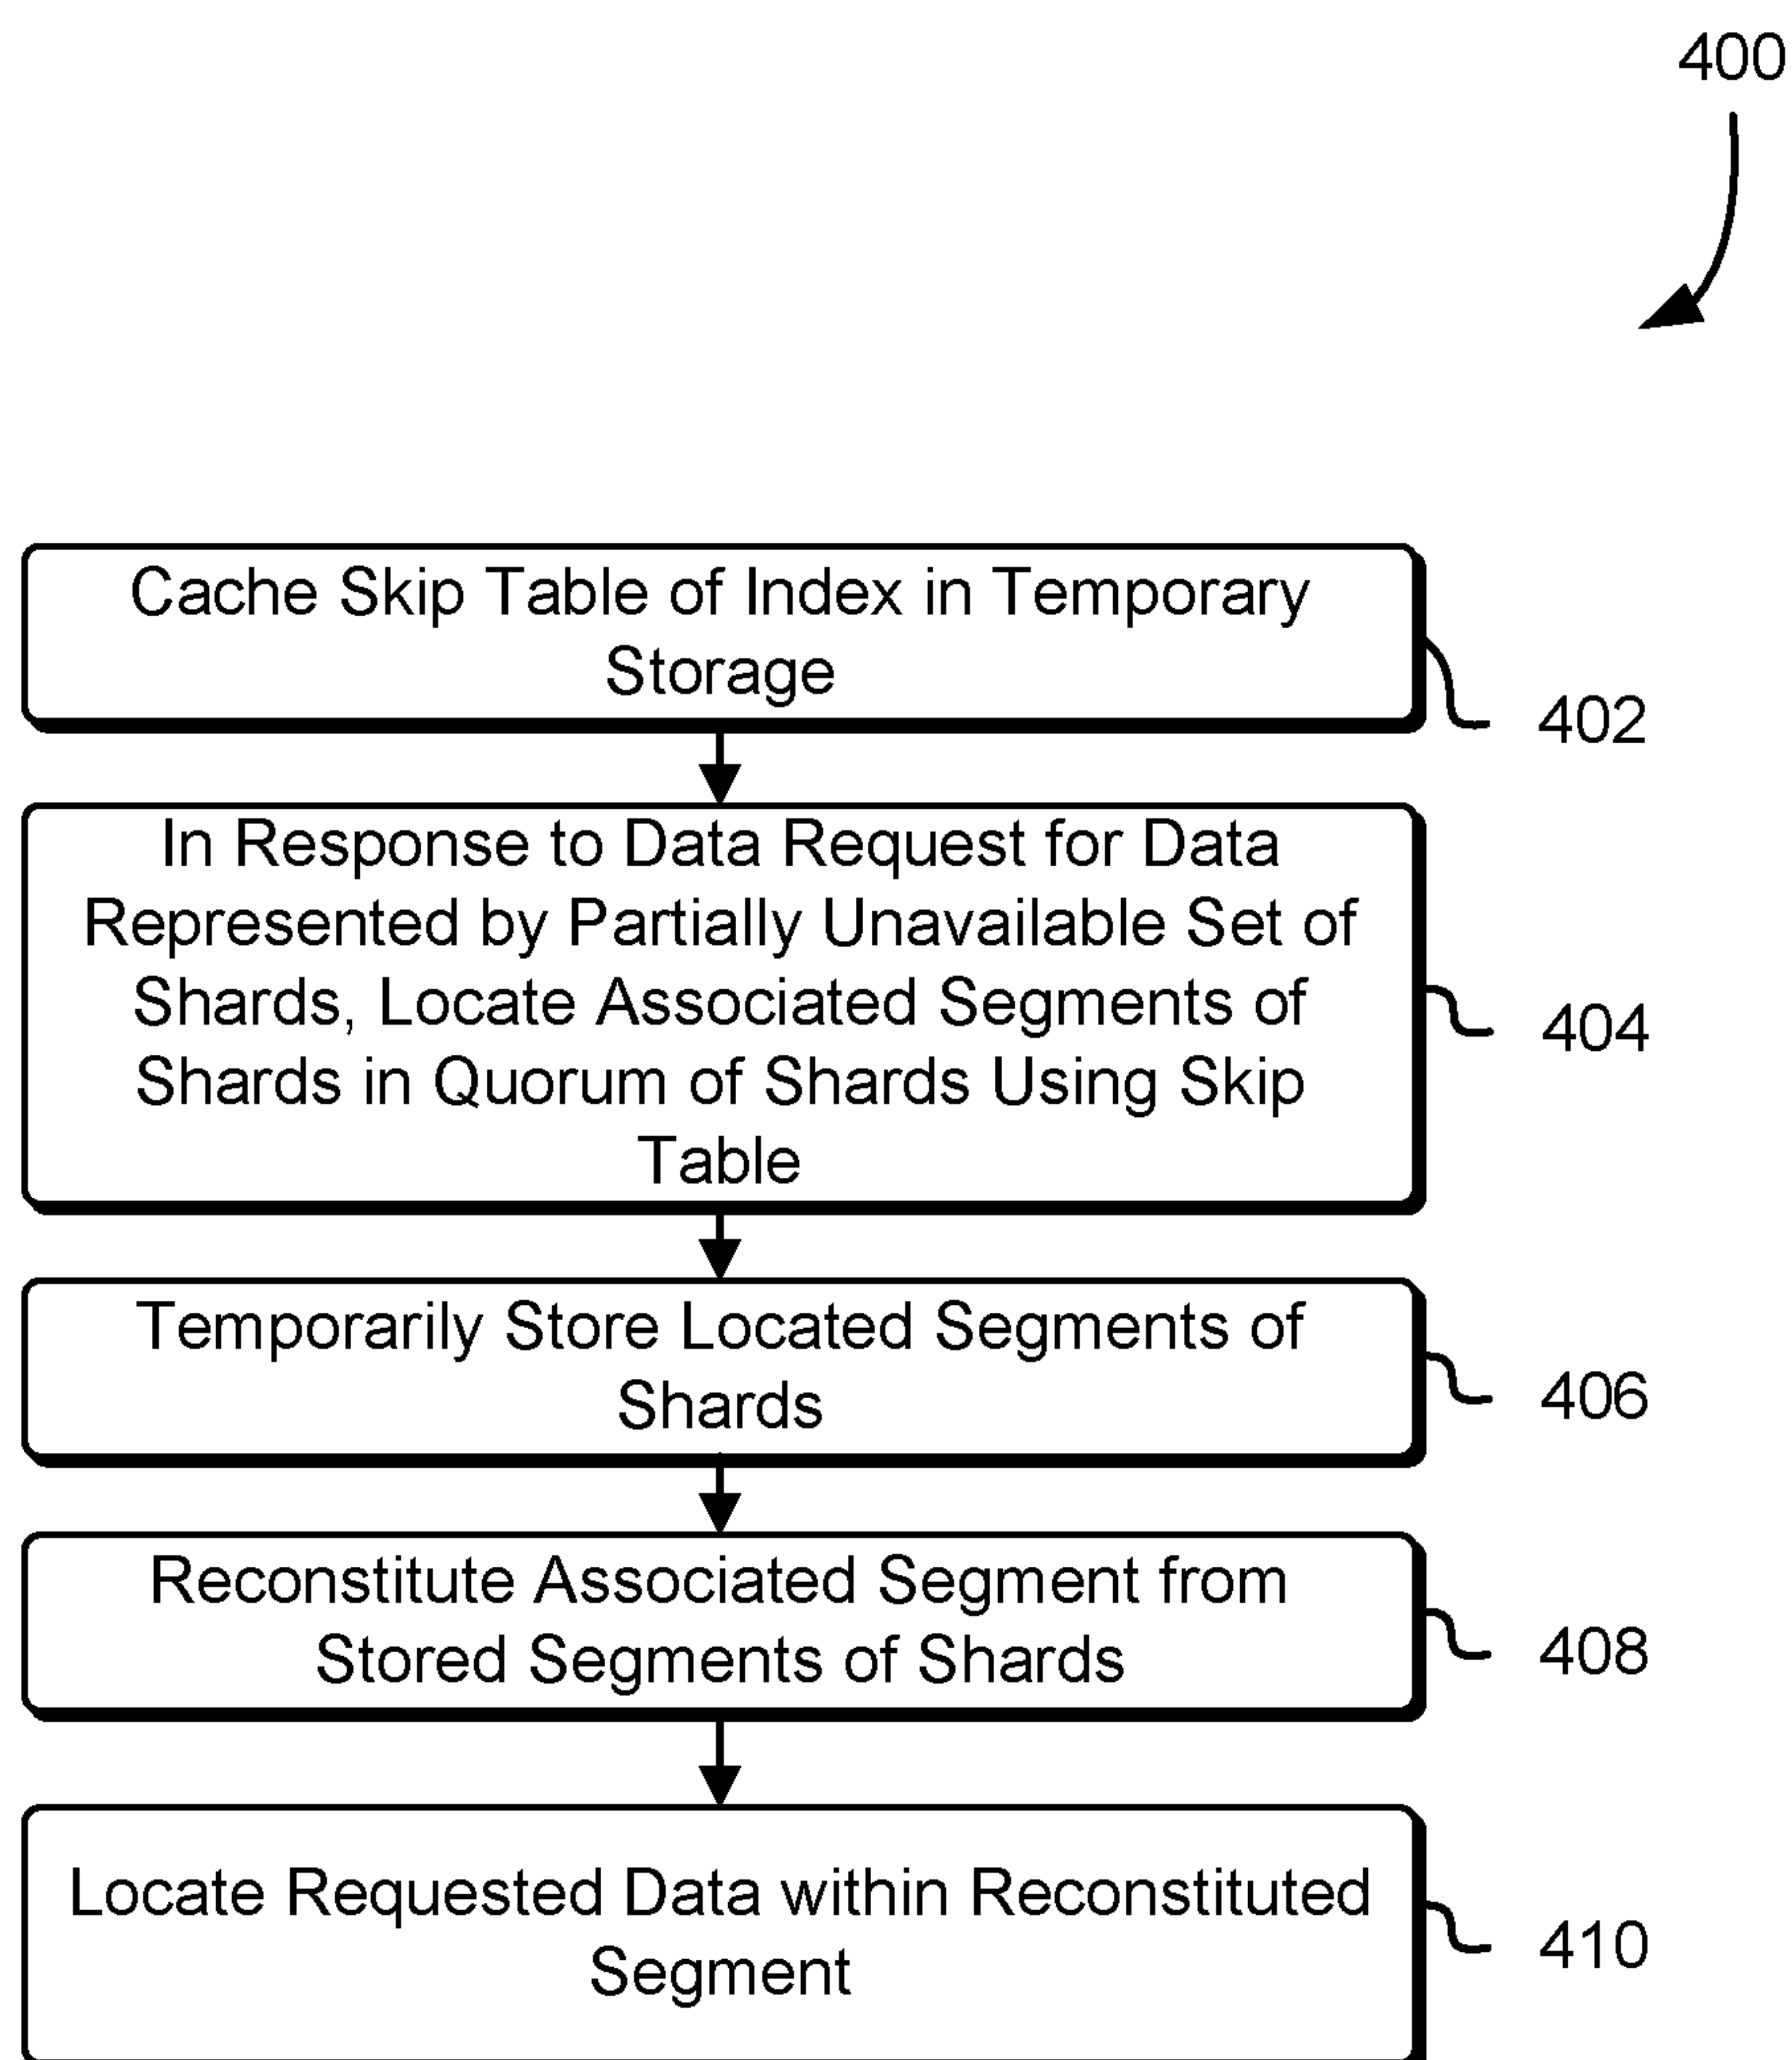 400
Cache Skip Table of Index in Temporary
Storage
402
In Response to Data Request for Data
Represented by Partially Unavailable Set of
Shards, Locate Associated Segments of
Shards in Quorum of Shards Using Skip
Table
404
Temporarily Store Located Segments of
Shards
406
Reconstitute Associated Segment from
Stored Segments of Shards
408
Locate Requested Data within Reconstituted
Segment
410